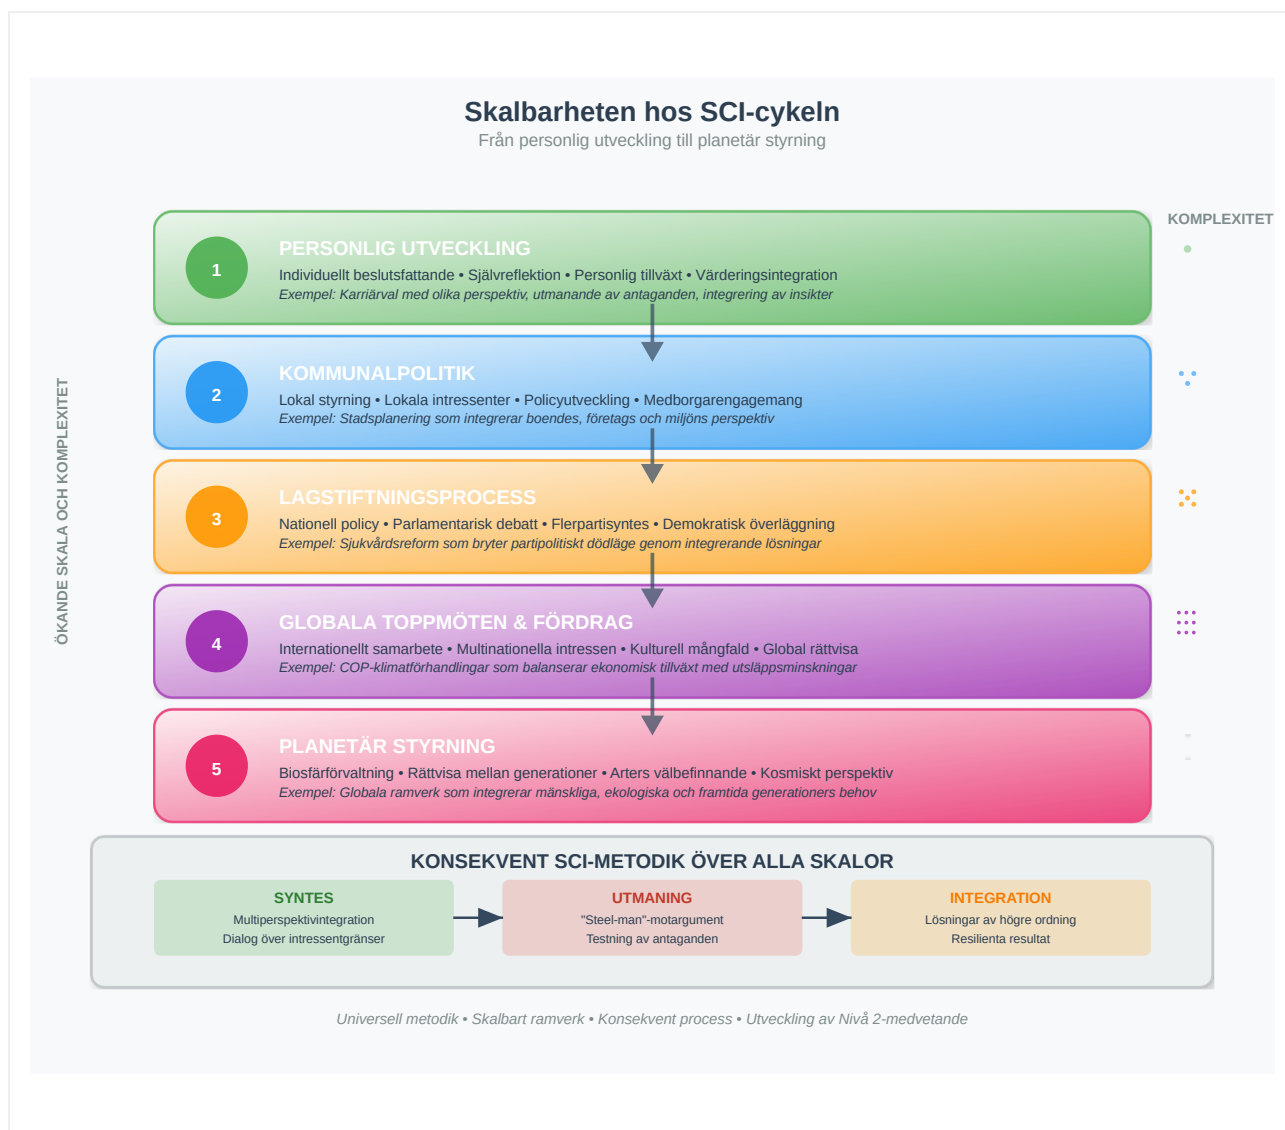 Skalbarheten hos SCI-cykeln
Från personlig utveckling till planetär styrning
KOMPLEXITET
ÖKANDE SKALA OCH KOMPLEXITET
1
PERSONLIG UTVECKLING
Individuellt beslutsfattande • Självreflektion • Personlig tillväxt • Värderingsintegration
Exempel: Karriärval med olika perspektiv, utmanande av antaganden, integrering av insikter
2
KOMMUNALPOLITIK
Lokal styrning • Lokala intressenter • Policyutveckling • Medborgarengagemang
Exempel: Stadsplanering som integrerar boendes, företags och miljöns perspektiv
3
LAGSTIFTNINGSPROCESS
Nationell policy • Parlamentarisk debatt • Flerpartisyntes • Demokratisk överläggning
Exempel: Sjukvårdsreform som bryter partipolitiskt dödläge genom integrerande lösningar
4
GLOBALA TOPPMÖTEN & FÖRDRAG
Internationellt samarbete • Multinationella intressen • Kulturell mångfald • Global rättvisa
Exempel: COP-klimatförhandlingar som balanserar ekonomisk tillväxt med utsläppsminskningar
5
PLANETÄR STYRNING
Biosfärförvaltning • Rättvisa mellan generationer • Arters välbefinnande • Kosmiskt perspektiv
Exempel: Globala ramverk som integrerar mänskliga, ekologiska och framtida generationers behov
KONSEKVENT SCI-METODIK ÖVER ALLA SKALOR
SYNTES
Multiperspektivintegration
Dialog över intressentgränser
UTMANING
"Steel-man"-motargument
Testning av antaganden
INTEGRATION
Lösningar av högre ordning
Resilienta resultat
Universell metodik • Skalbart ramverk • Konsekvent process • Utveckling av Nivå 2-medvetande